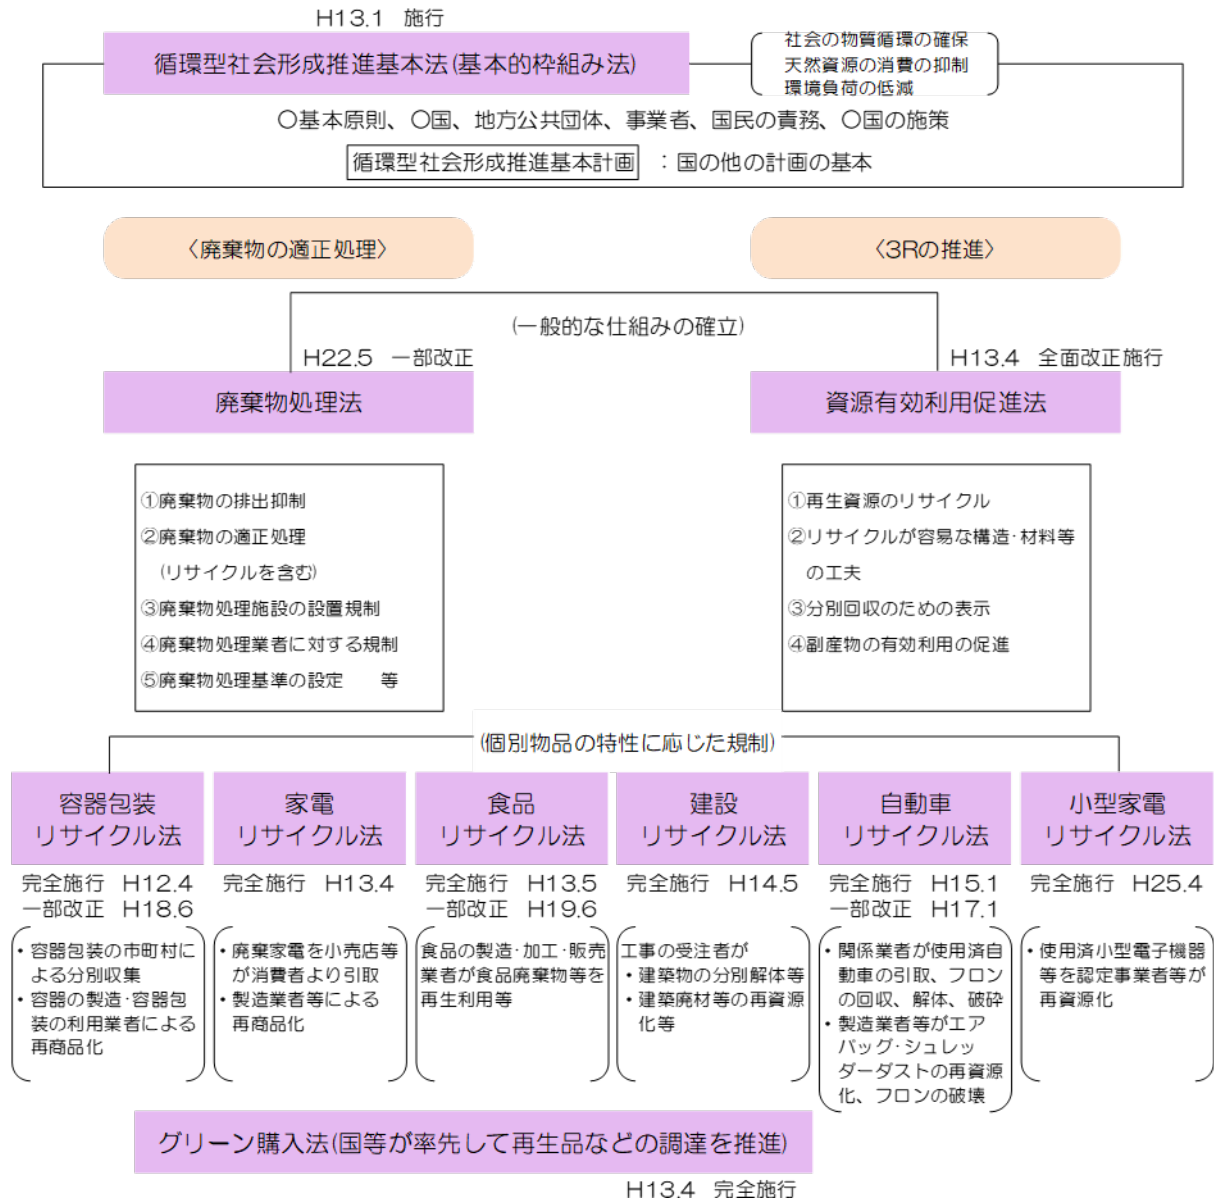 H13.1 施行
循環型社会形成推進基本法(基本的枠組み法)
社会の物質循環の確保
天然資源の消費の抑制
環境負荷の低減
〇基本原則、〇国、地方公共団体、事業者、国民の責務、〇国の施策
循環型社会形成推進基本計画 :国の他の計画の基本
〈廃棄物の適正処理〉
〈3Rの推進〉
(一般的な仕組みの確立)
H22.5 一部改正
廃棄物処理法
①廃棄物の排出抑制
②廃棄物の適正処理
(リサイクルを含む)
③廃棄物処理施設の設置規制
④廃棄物処理業者に対する規制
⑤廃棄物処理基準の設定 等
H13.4 全面改正施行
資源有効利用促進法
①再生資源のリサイクル
②リサイクルが容易な構造・材料等
の工夫
③分別回収のための表示
④副産物の有効利用の促進
(個別物品の特性に応じた規制)
容器包装
リサイクル法
完全施行 H12.4
一部改正 H18.6
・容器包装の市町村に
よる分別収集
・容器の製造・容器包
装の利用業者による
再商品化
家電
リサイクル法
完全施行 H13.4
・廃棄家電を小売店等
が消費者より引取
・製造業者等による
再商品化
食品
リサイクル法
完全施行 H13.5
一部改正 H19.6
食品の製造・加工・販売
業者が食品廃棄物等を
再生利用等
建設
リサイクル法
完全施行 H14.5
工事の受注者が
・建築物の分別解体等
・建築廃材等の再資源
化等
自動車
リサイクル法
完全施行 H15.1
一部改正 H17.1
・関係業者が使用済自
動車の引取、フロン
の回収、解体、破砕
・製造業者等がエア
バッグ・シュレッ
ダーダストの再資源
化、フロンの破壊
小型家電
リサイクル法
完全施行 H25.4
・使用済小型電子機器
等を認定事業者等が
再資源化
グリーン購入法(国等が率先して再生品などの調達を推進)
H13.4 完全施行